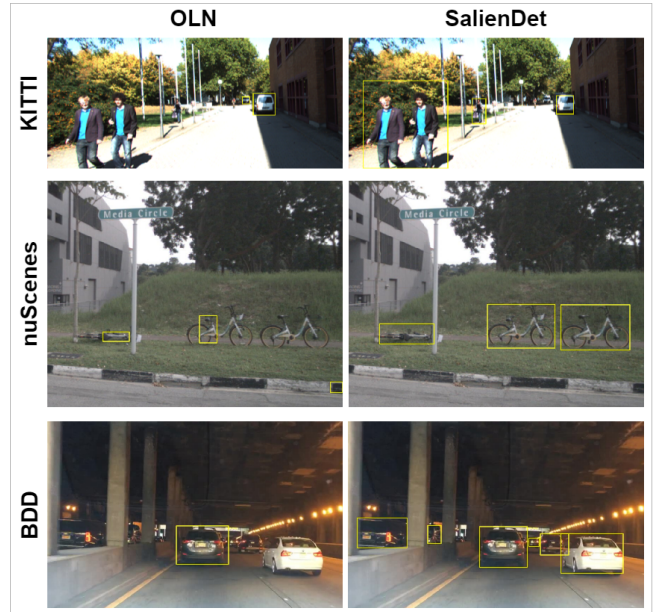 OLN
SalienDet
KITTI
nuScenes
Media Circle
Media Circle
BDD